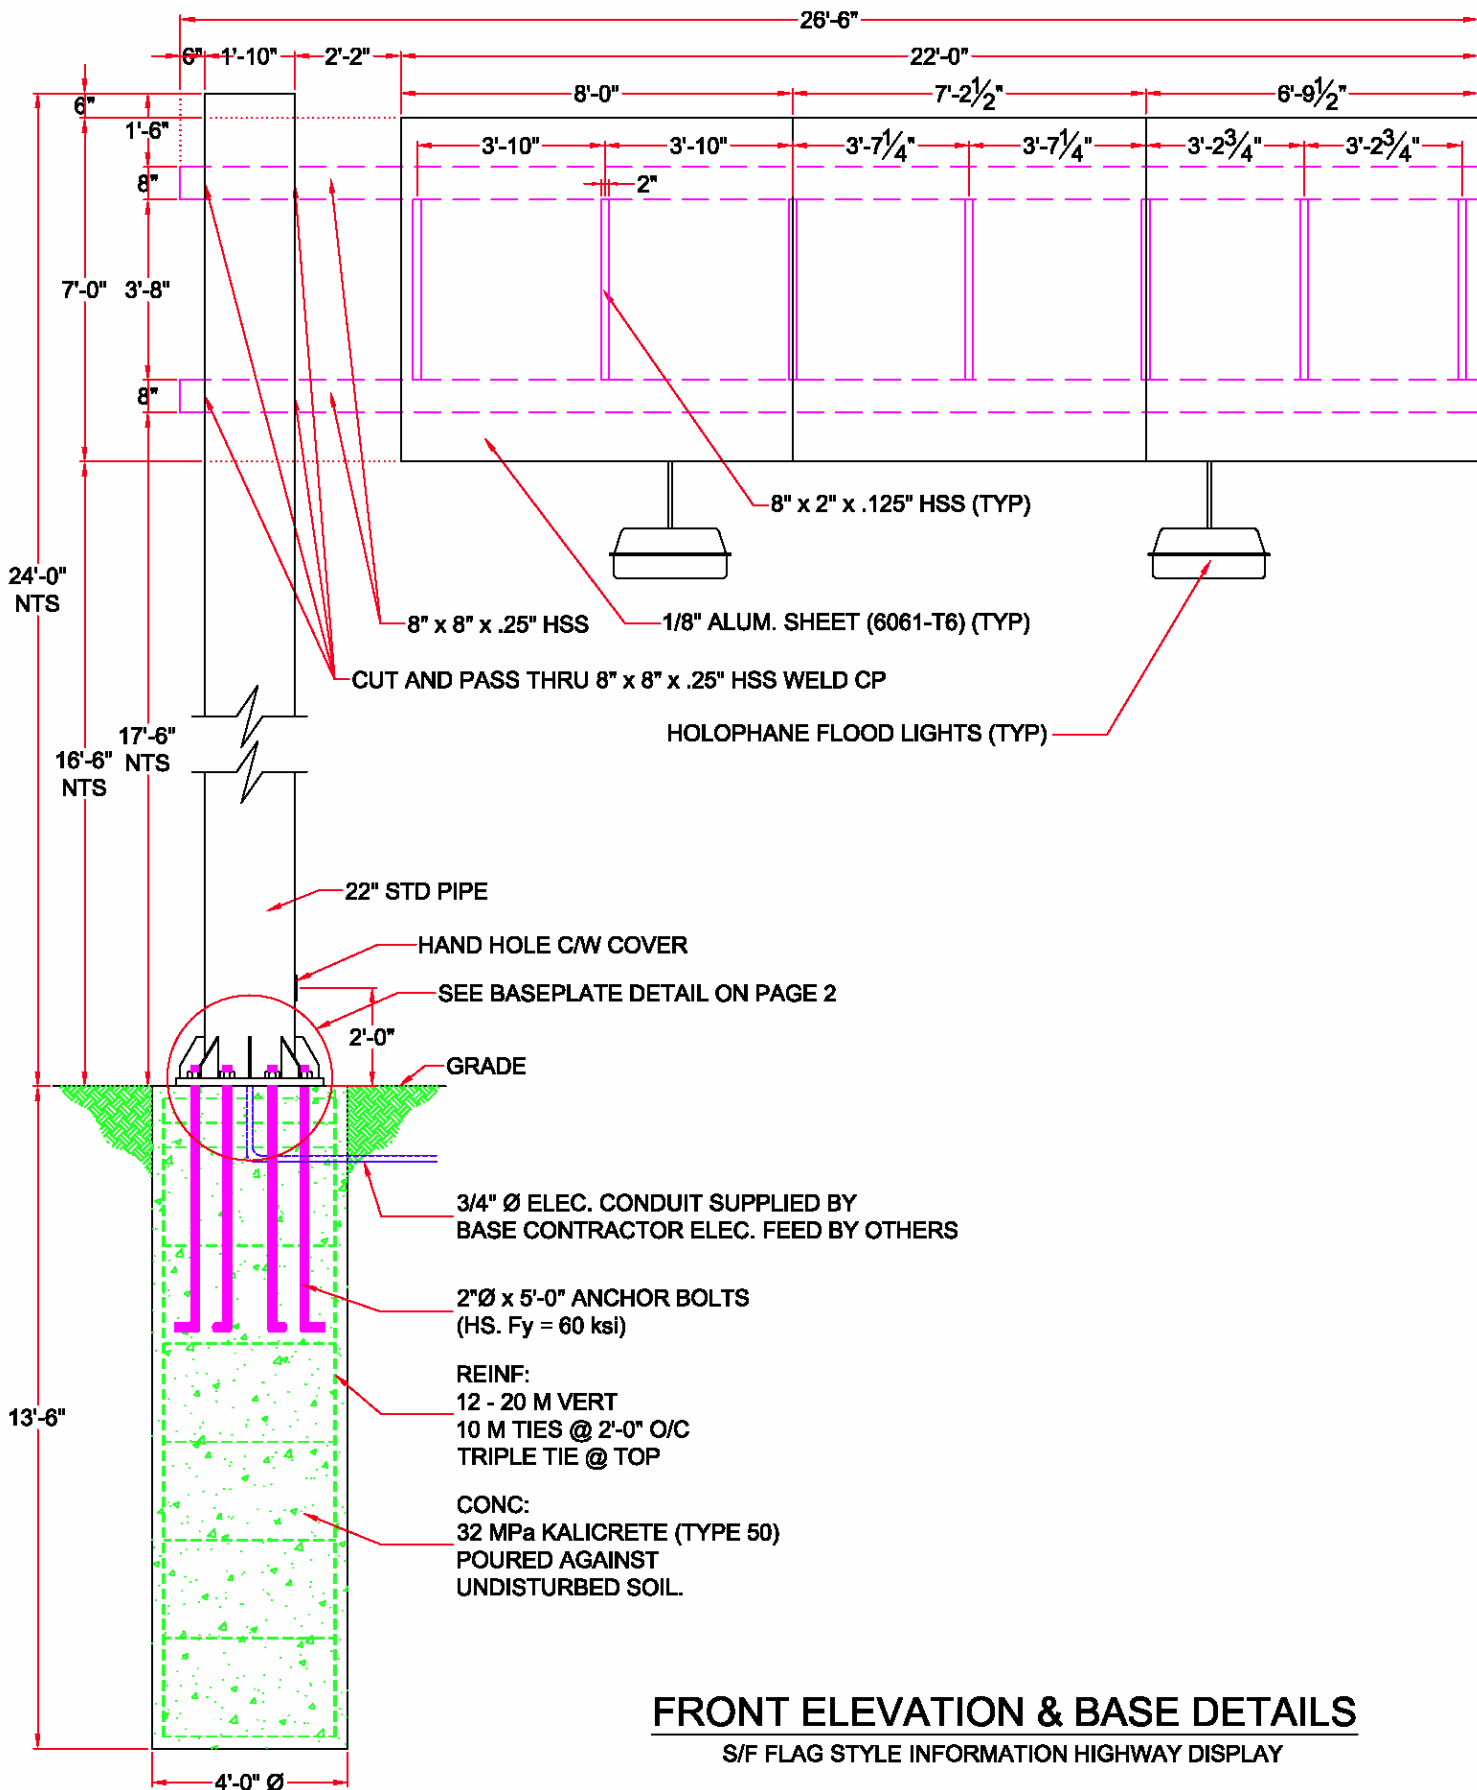 26'-6"
6" 1'-10" 2'-2" 22'-0"
8'-0" 7'-2½" 6'-9½"
6"
1'-6" 3'-10" 3'-10" 3'-7¼" 3'-7¼" 3'-2¾" 3'-2¾"
8" 2"
7'-0" 3'-8"
8"
8" x 2" x .125" HSS (TYP)
24'-0"
NTS
8" x 8" x .25" HSS
1/8" ALUM. SHEET (6061-T6) (TYP)
CUT AND PASS THRU 8" x 8" x .25" HSS WELD CP
HOLOPHANE FLOOD LIGHTS (TYP)
17'-6"
NTS
16'-6"
NTS
22" STD PIPE
HAND HOLE C/W COVER
SEE BASEPLATE DETAIL ON PAGE 2
2'-0"
GRADE
3/4" Ø ELEC. CONDUIT SUPPLIED BY
BASE CONTRACTOR ELEC. FEED BY OTHERS
2"Ø x 5'-0" ANCHOR BOLTS
(HS. Fy = 60 ksi)
REINF:
12 - 20 M VERT
10 M TIES @ 2'-0" O/C
TRIPLE TIE @ TOP
13'-6"
CONC:
32 MPa KALICRETE (TYPE 50)
POURED AGAINST
UNDISTURBED SOIL.
4'-0" Ø
FRONT ELEVATION & BASE DETAILS
S/F FLAG STYLE INFORMATION HIGHWAY DISPLAY